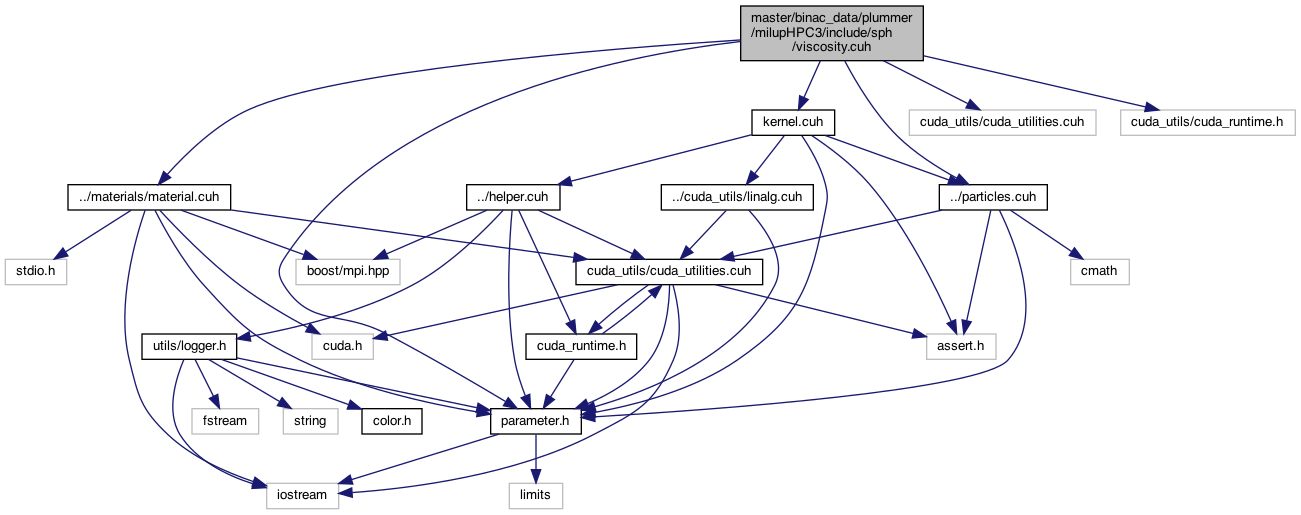 master/binac_data/plummer
/milupHPC3/include/sph
/viscosity.cuh
kernel.cuh
cuda_utils/cuda_utilities.cuh
cuda_utils/cuda_runtime.h
../materials/material.cuh
../helper.cuh
../cuda_utils/linalg.cuh
../particles.cuh
stdio.h
boost/mpi.hpp
cuda_utils/cuda_utilities.cuh
cmath
utils/logger.h
cuda.h
cuda_runtime.h
assert.h
fstream
string
color.h
parameter.h
iostream
limits